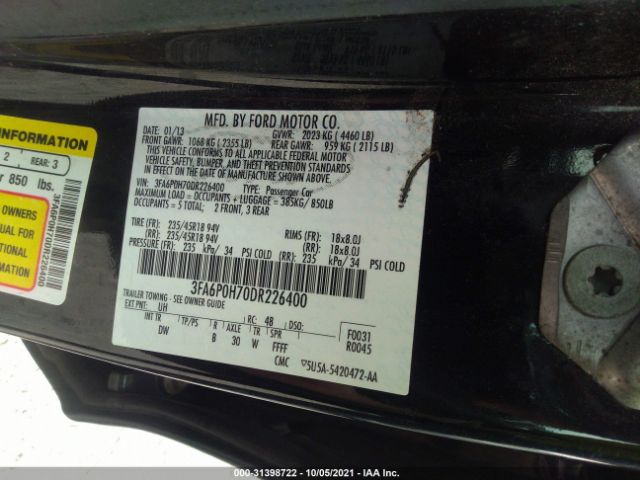 MFD. BY FORD MOTOR CO.
DATE: 01/13 GVWR: 2023 KG ( 4460 LB)
FRONT GAWR: 1068 KG ( 2355 LB) REAR GAWR: 959 KG ( 2115 LB)
THIS VEHICLE CONFORMS TO ALL APPLICABLE FEDERAL MOTOR
VEHICLE SAFETY, BUMPER, AND THEFT PREVENTION STANDARDS
IN EFFECT ON THE DATE OF MANUFACTURE SHOWN ABOVE.
VIN: 3FA6P0H70DR226400 TYPE: Passenger Car
MAXIMUM LOAD = OCCUPANTS + LUGGAGE = 385KG/ 850LB
OCCUPANTS = 5 TOTAL; 2 FRONT, 3 REAR
TIRE (FR): 235/45R18 94V RIMS (FR): 18x8.0J
(RR): 235/45R18 94V (RR): 18x8.0J
PRESSURE (FR): 235 kPa/ 34 PSI COLD (RR): 235 kPa/ 34 PSI COLD
3FA6P0H70DR226400
TRAILER TOWING - SEE OWNER GUIDE
EXT PNT: UH RC: 48 DSO: F0031
INT TR TP/PS R AXLE TR SPR R0045
DW B 30 W FFFF
CMC 5U5A-5420472-AA
INFORMATION
2 REAR: 3
850 lbs.
OWNERS
MANUAL FOR
INFORMATION
3FA6P0H70DR226400
000-31398722 - 10/05/2021 - IAA Inc.